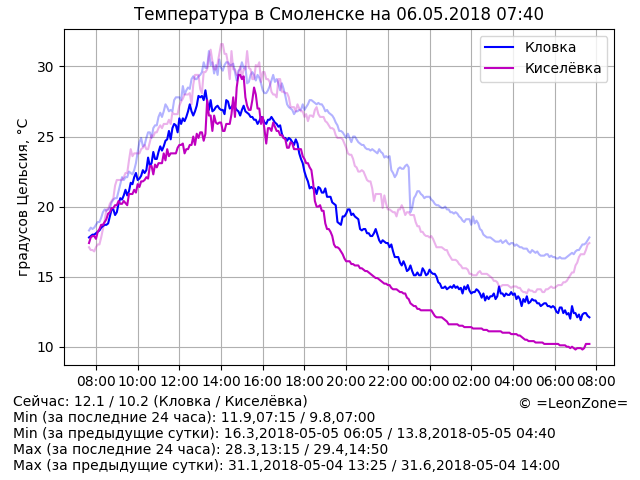 Температура в Смоленске на 06.05.2018 07:40
Кловка
Киселёвка
градусов Цельсия, °C
30
25
20
15
10
08:00 10:00 12:00 14:00 16:00 18:00 20:00 22:00 00:00 02:00 04:00 06:00 08:00
© =LeonZone=
Сейчас: 12.1 / 10.2 (Кловка / Киселёвка)
Min (за последние 24 часа): 11.9,07:15 / 9.8,07:00
Min (за предыдущие сутки): 16.3,2018-05-05 06:05 / 13.8,2018-05-05 04:40
Max (за последние 24 часа): 28.3,13:15 / 29.4,14:50
Max (за предыдущие сутки): 31.1,2018-05-04 13:25 / 31.6,2018-05-04 14:00